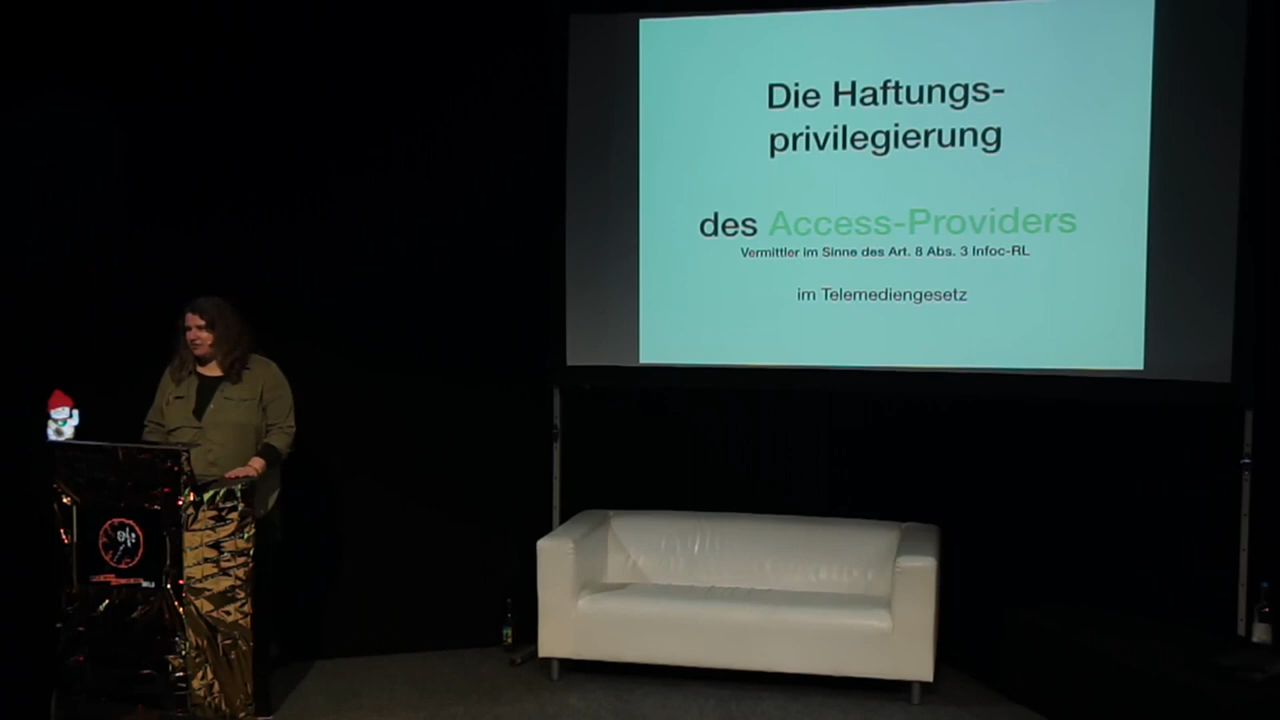 Die Haftungs-
privilegierung
des Access-Providers
Vermittler im Sinne des Art. 8 Abs. 3 Infoc-RL
im Telemediengesetz